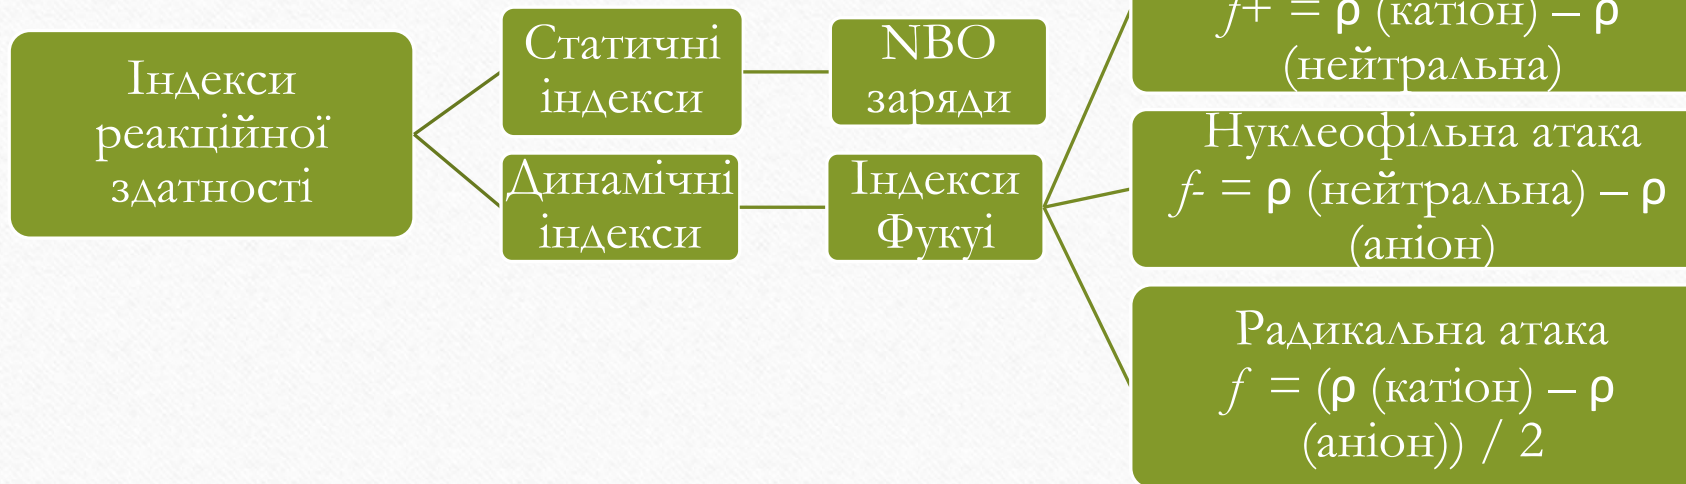 Індекси
реакційної
здатності
Статичні
індекси
NBO
заряди
Динамічні
індекси
Індекси
Фукуі
f+ = ρ (катіон) – ρ
(нейтральна)
Нуклеофільна атака
f- = ρ (нейтральна) – ρ
(аніон)
Радикальна атака
f = (ρ (катіон) – ρ
(аніон)) / 2